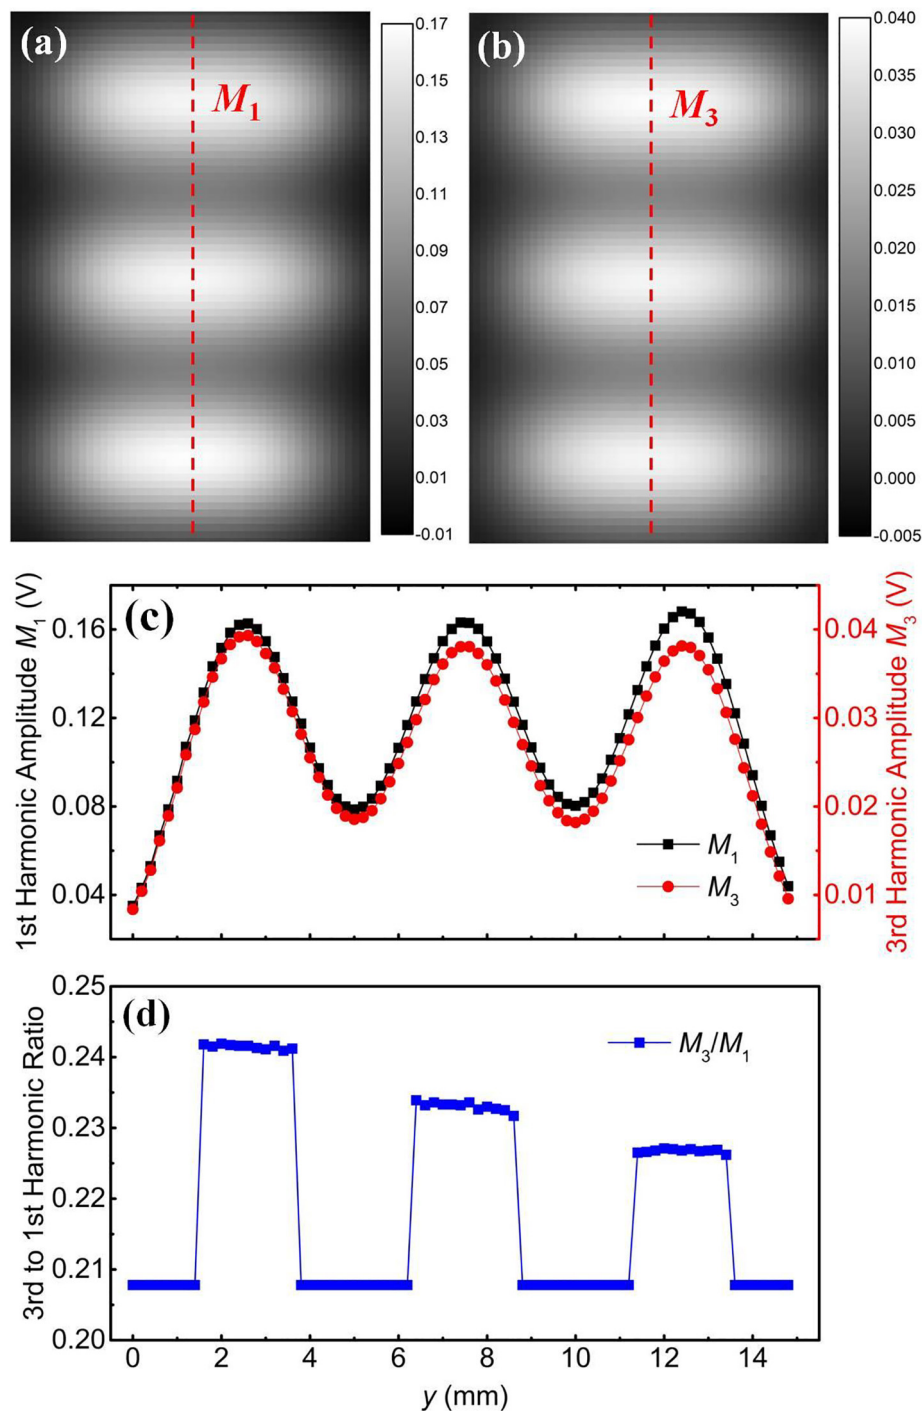 (a)
M1
0.17
0.15
0.13
0.11
0.09
0.07
0.05
0.03
0.01
-0.01
(b)
M3
0.040
0.035
0.030
0.025
0.020
0.015
0.010
0.005
0.000
-0.005
(c)
1st Harmonic Amplitude M1 (V)
0.16
0.12
0.08
0.04
M1
M3
0.04
0.03
0.02
0.01
3rd Harmonic Amplitude M3 (V)
(d)
3rd to 1st Harmonic Ratio
0.25
0.24
0.23
0.22
0.21
0.20
M3/M1
0 2 4 6 8 10 12 14
y (mm)